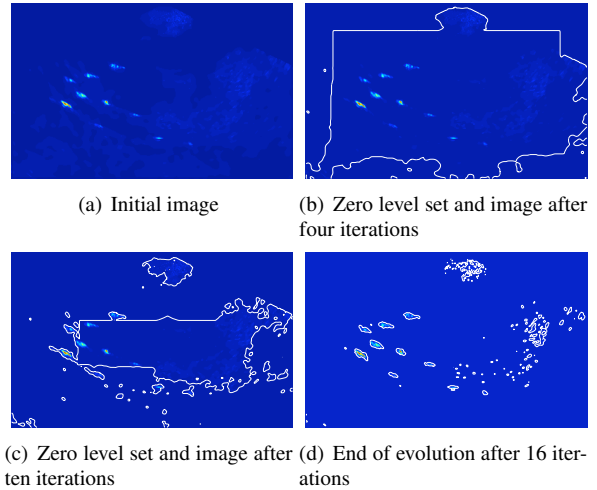 (a) Initial image
(b) Zero level set and image after
four iterations
(c) Zero level set and image after
ten iterations
(d) End of evolution after 16 iter-
ations